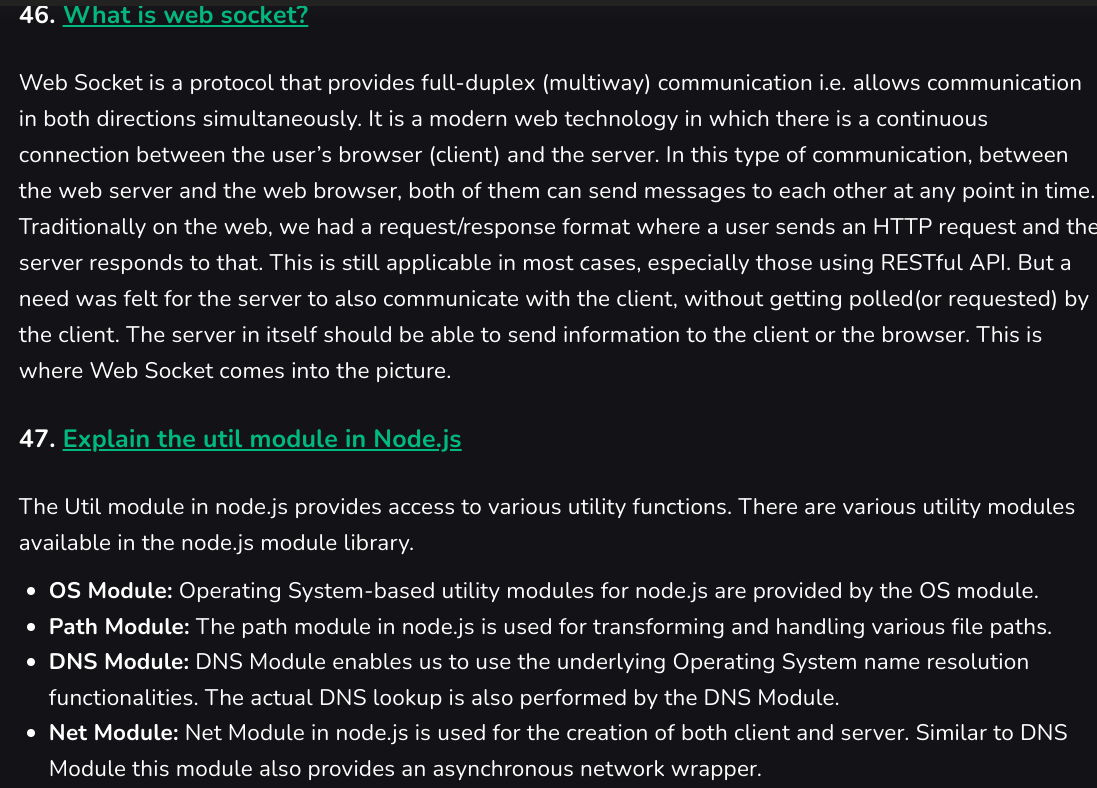 46. What is web socket?
Web Socket is a protocol that provides full-duplex (multiway) communication i.e. allows communication
in both directions simultaneously. It is a modern web technology in which there is a continuous
connection between the user’s browser (client) and the server. In this type of communication, between
the web server and the web browser, both of them can send messages to each other at any point in time.
Traditionally on the web, we had a request/response format where a user sends an HTTP request and the
server responds to that. This is still applicable in most cases, especially those using RESTful API. But a
need was felt for the server to also communicate with the client, without getting polled(or requested) by
the client. The server in itself should be able to send information to the client or the browser. This is
where Web Socket comes into the picture.
47. Explain the util module in Node.js
The Util module in node.js provides access to various utility functions. There are various utility modules
available in the node.js module library.
• OS Module: Operating System-based utility modules for node.js are provided by the OS module.
• Path Module: The path module in node.js is used for transforming and handling various file paths.
• DNS Module: DNS Module enables us to use the underlying Operating System name resolution
functionalities. The actual DNS lookup is also performed by the DNS Module.
• Net Module: Net Module in node.js is used for the creation of both client and server. Similar to DNS
Module this module also provides an asynchronous network wrapper.